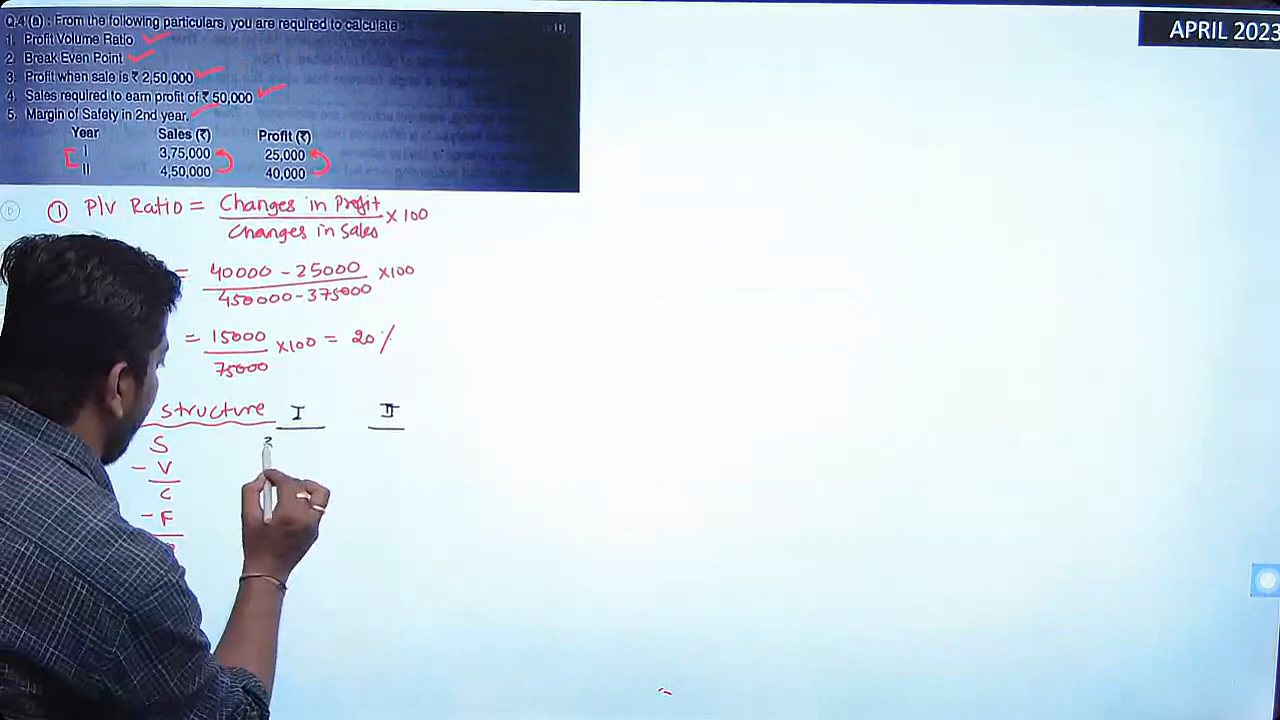 APRIL 2023
Q.4 (a) : From the following particulars, you are required to calculate
1. Profit Volume Ratio
2. Break Even Point
3. Profit when sale is ₹ 2,50,000
4. Sales required to earn profit of ₹ 50,000
5. Margin of Safety in 2nd year.
Year Sales (₹) Profit (₹)
I 3,75,000 25,000
II 4,50,000 40,000
① P/V Ratio = Changes in Profit / Changes in Sales × 100
= 40000 - 25000 / 450000 - 375000 × 100
= 15000 / 75000 × 100 = 20%
structure I II
S
- V
C
- F